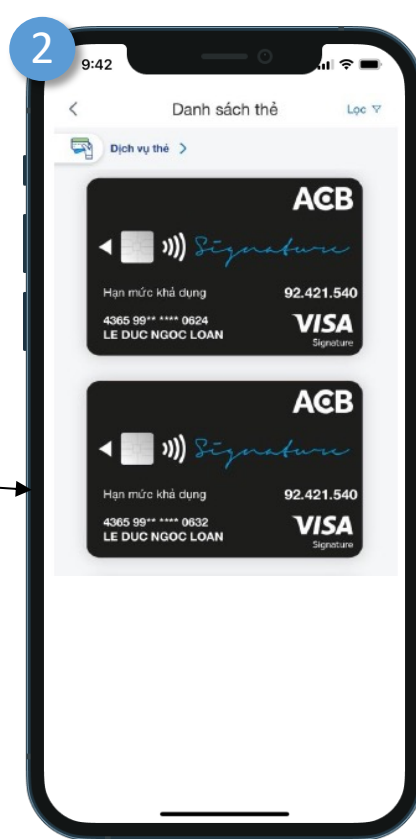 2
9:42
Danh sách thẻ
Lọc
Dịch vụ thẻ
ACB
Signature
Hạn mức khả dụng 92.421.540
4365 99** **** 0624
LE DUC NGOC LOAN
VISA
Signature
ACB
Signature
Hạn mức khả dụng 92.421.540
4365 99** **** 0632
LE DUC NGOC LOAN
VISA
Signature